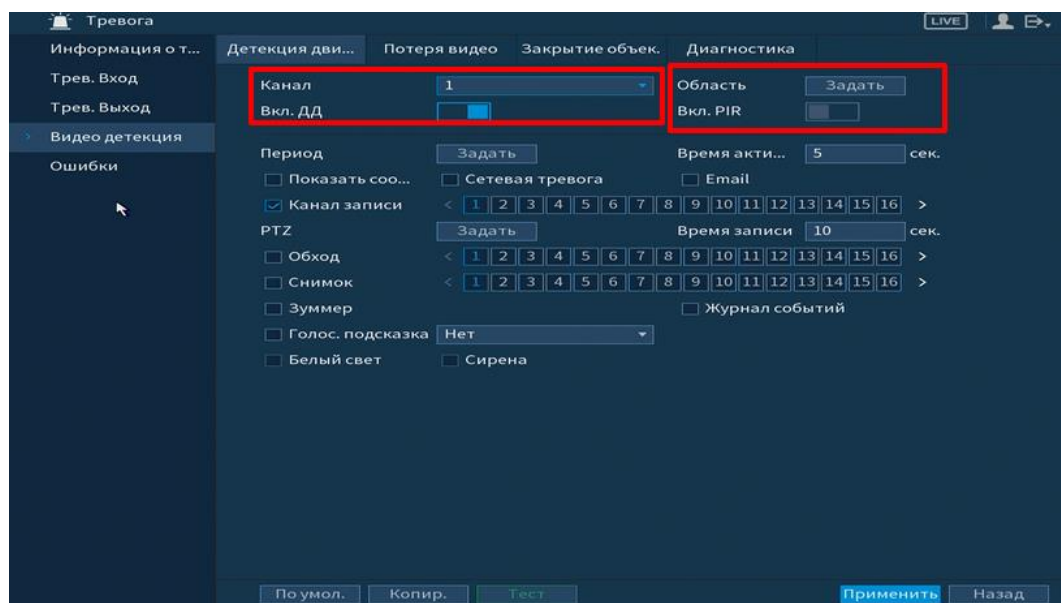 Тревога LIVE
Информация о т... Детекция дви... Потеря видео Закрытие объек. Диагностика
Трев. Вход
Трев. Выход
Видео детекция
Ошибки
Канал 1 Область Задать
Вкл. ДД Вкл. PIR
Период Задать Время акти... 5 сек.
Показать соо... Сетевая тревога Email
Канал записи < 1 2 3 4 5 6 7 8 9 10 11 12 13 14 15 16 >
PTZ Задать Время записи 10 сек.
Обход < 1 2 3 4 5 6 7 8 9 10 11 12 13 14 15 16 >
Снимок < 1 2 3 4 5 6 7 8 9 10 11 12 13 14 15 16 >
Зуммер Журнал событий
Голос. подсказка Нет
Белый свет Сирена
По умол. Копир. Тест Применить Назад